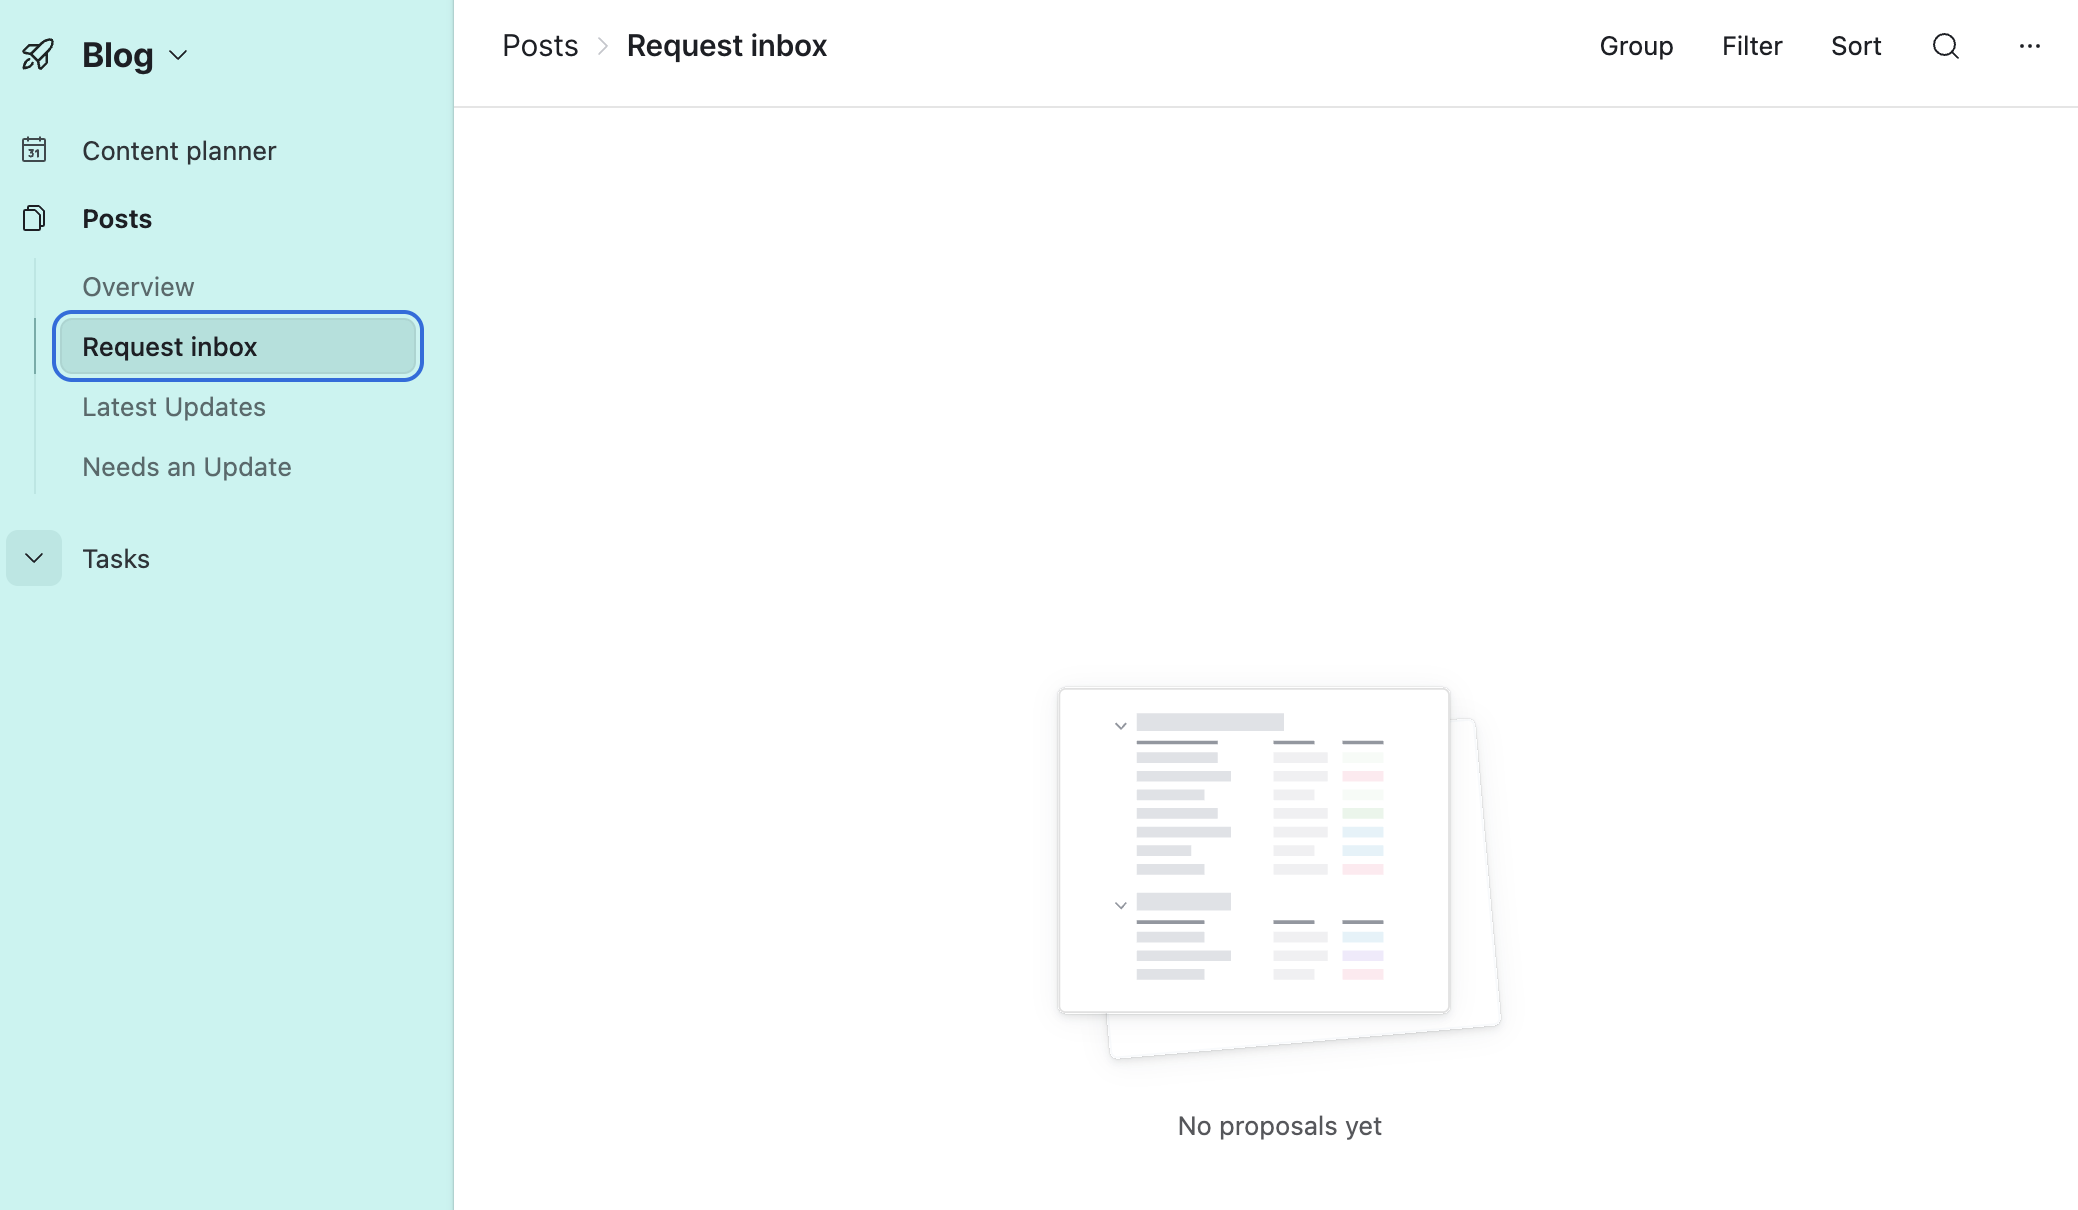 Blog
Content planner
31
Posts
Overview
Request inbox
Latest Updates
Needs an Update
Tasks
Posts > Request inbox
Group Filter Sort
No proposals yet